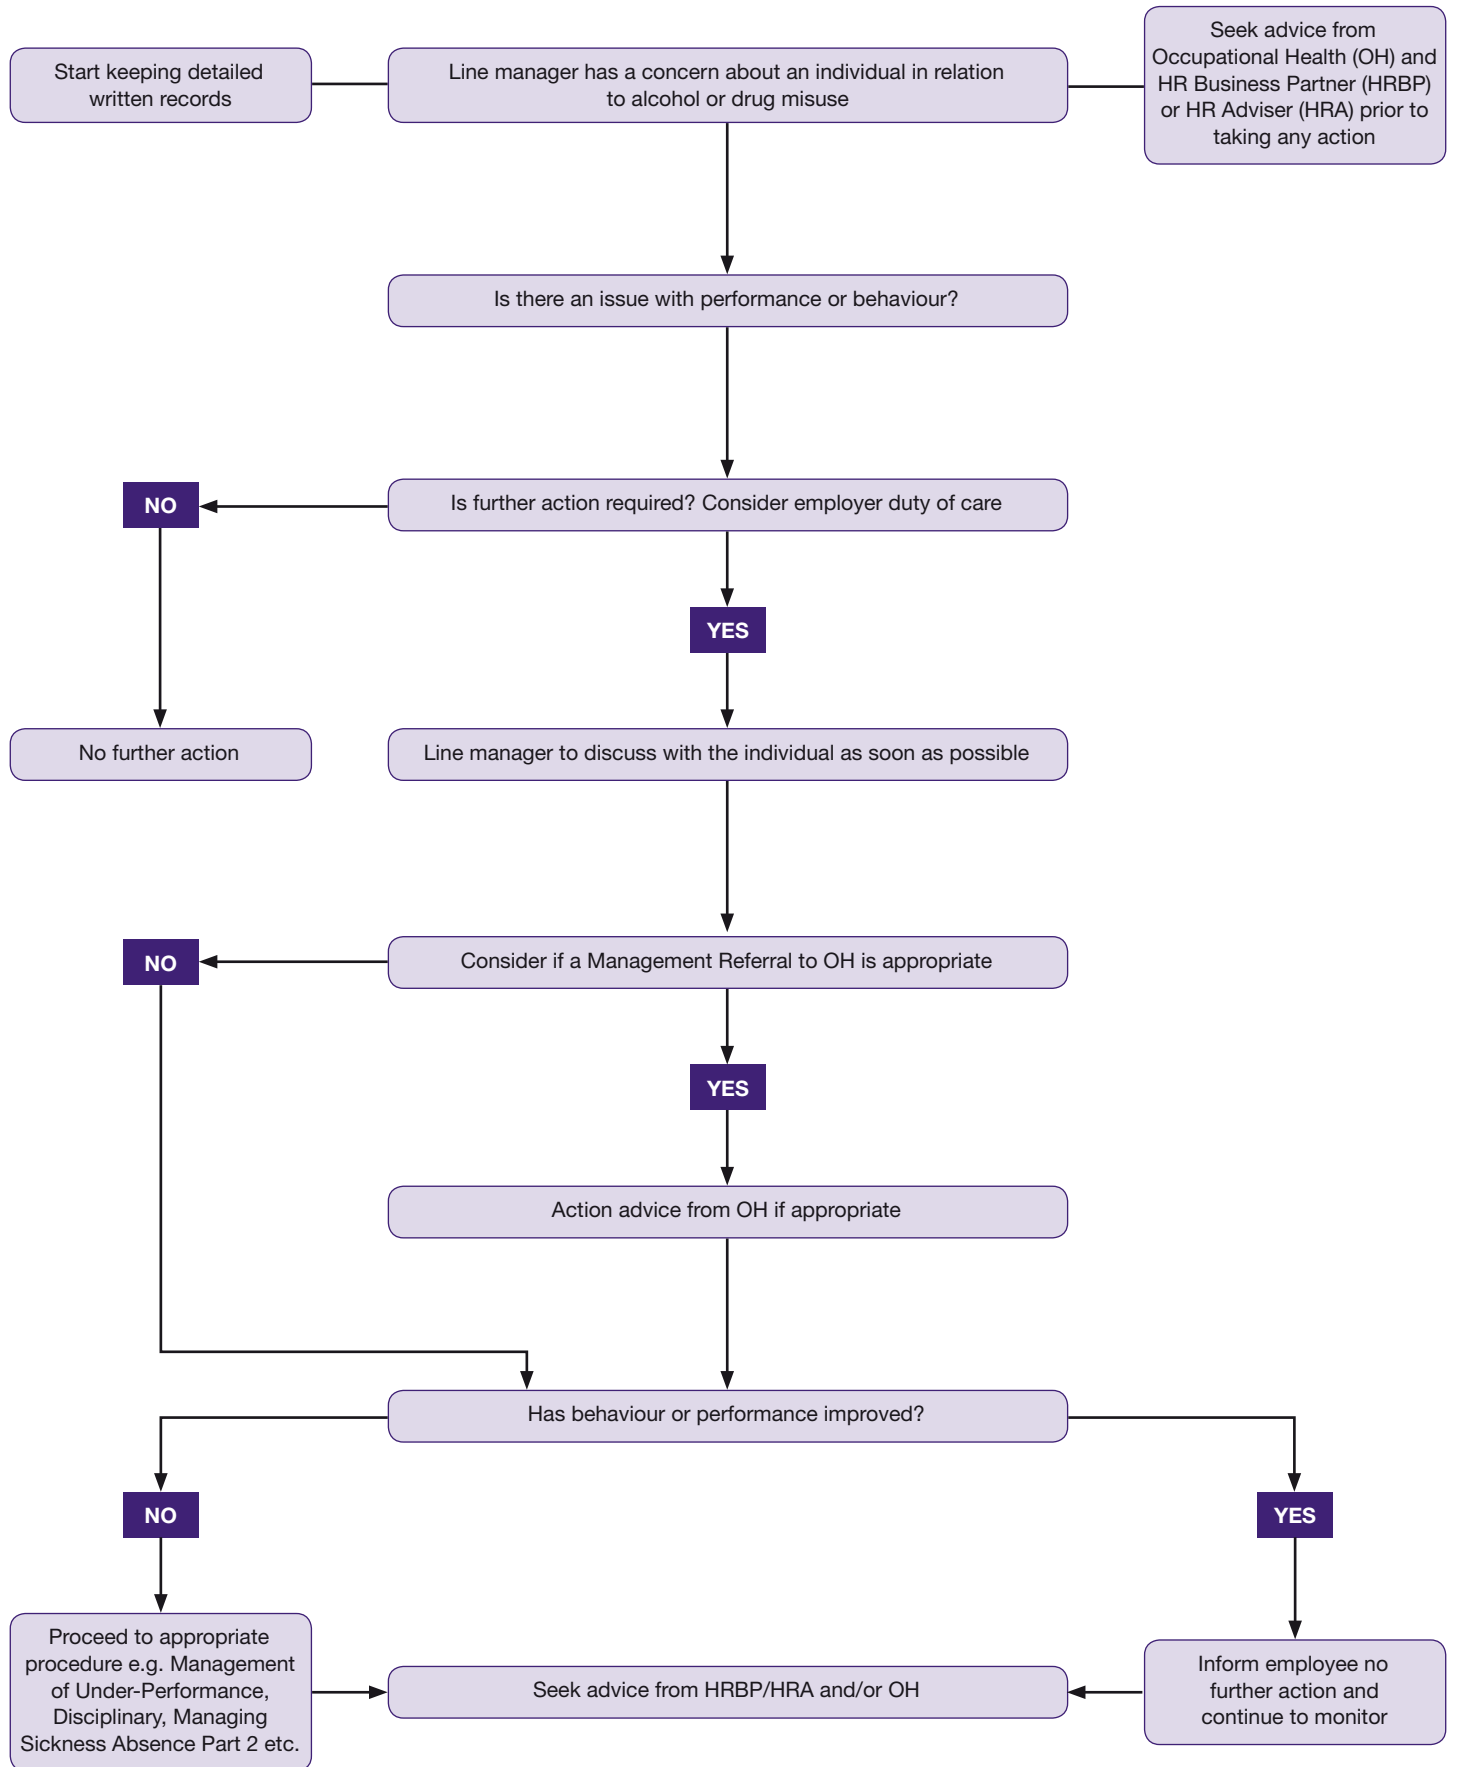 Start keeping detailed
written records
Line manager has a concern about an individual in relation
to alcohol or drug misuse
Seek advice from
Occupational Health (OH) and
HR Business Partner (HRBP)
or HR Adviser (HRA) prior to
taking any action
Is there an issue with performance or behaviour?
NO
Is further action required? Consider employer duty of care
YES
No further action
Line manager to discuss with the individual as soon as possible
NO
Consider if a Management Referral to OH is appropriate
YES
Action advice from OH if appropriate
Has behaviour or performance improved?
NO
YES
Proceed to appropriate
procedure e.g. Management
of Under-Performance,
Disciplinary, Managing
Sickness Absence Part 2 etc.
Seek advice from HRBP/HRA and/or OH
Inform employee no
further action and
continue to monitor